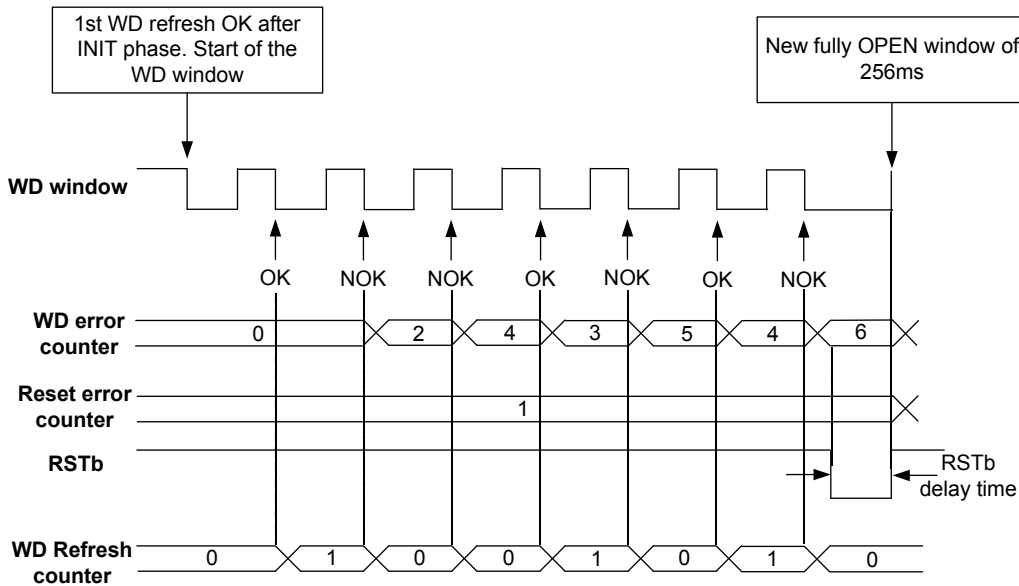 1st WD refresh OK after
INIT phase. Start of the
WD window
New fully OPEN window of
256ms
WD window
OK NOK NOK OK NOK OK NOK
WD error
counter
0 2 4 3 5 4 6
Reset error
counter
1
RSTb
RSTb
delay time
WD Refresh
counter
0 1 0 0 1 0 1 0